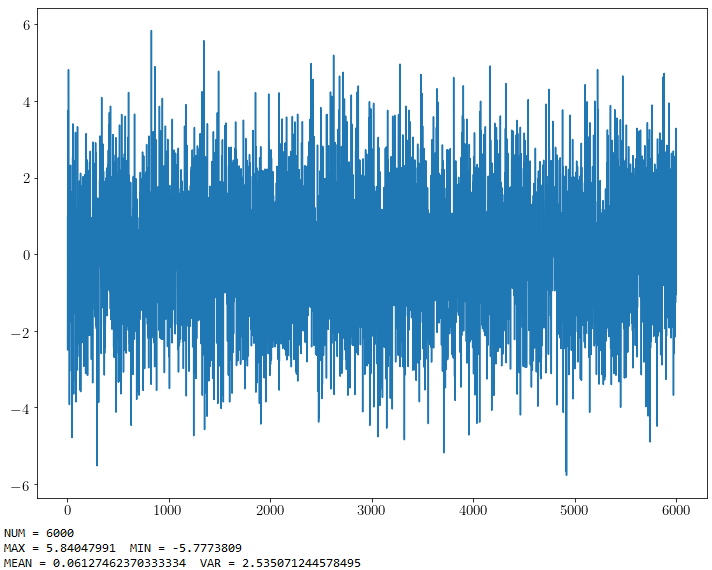 6
4
2
0
−2
−4
−6
0 1000 2000 3000 4000 5000 6000
NUM = 6000
MAX = 5.84047991  MIN = -5.7773809
MEAN = 0.06127462370333334  VAR = 2.535071244578495